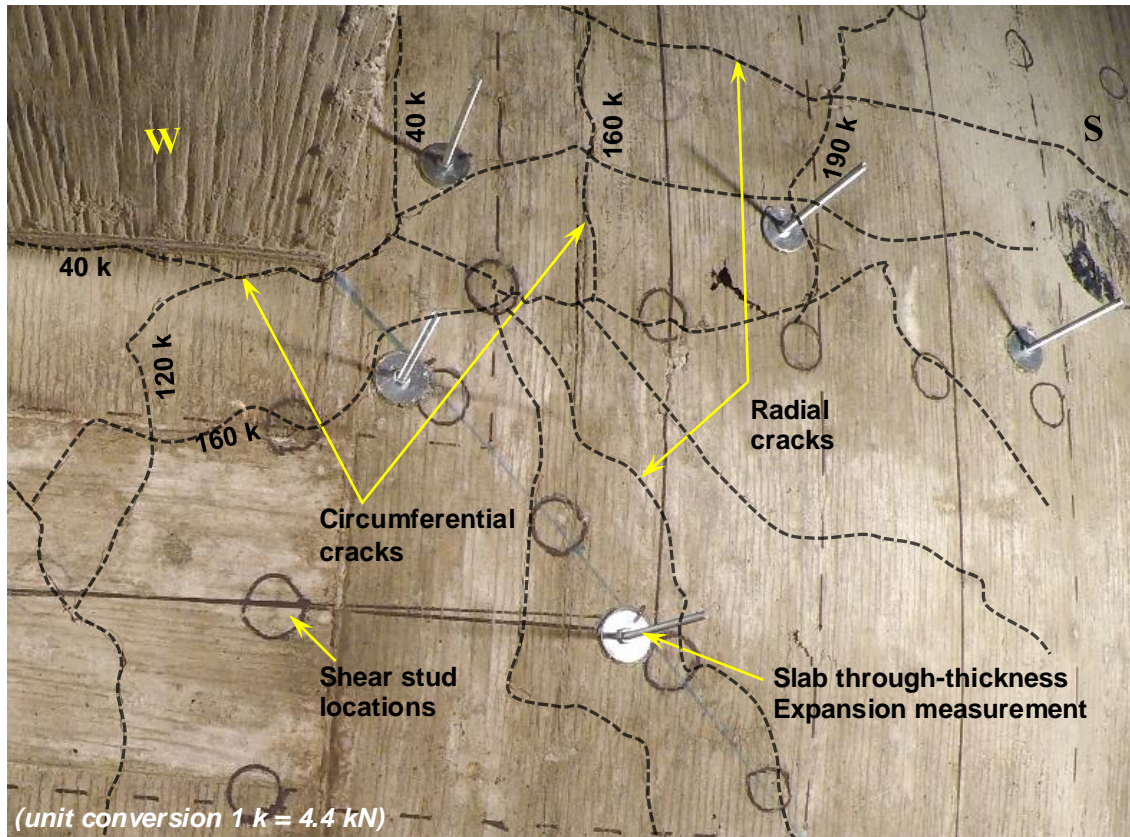 W
40 k
160 k
190 k
S
40 k
120 k
160 k
Radial
cracks
Circumferential
cracks
Shear stud
locations
Slab through-thickness
Expansion measurement
(unit conversion 1 k = 4.4 kN)